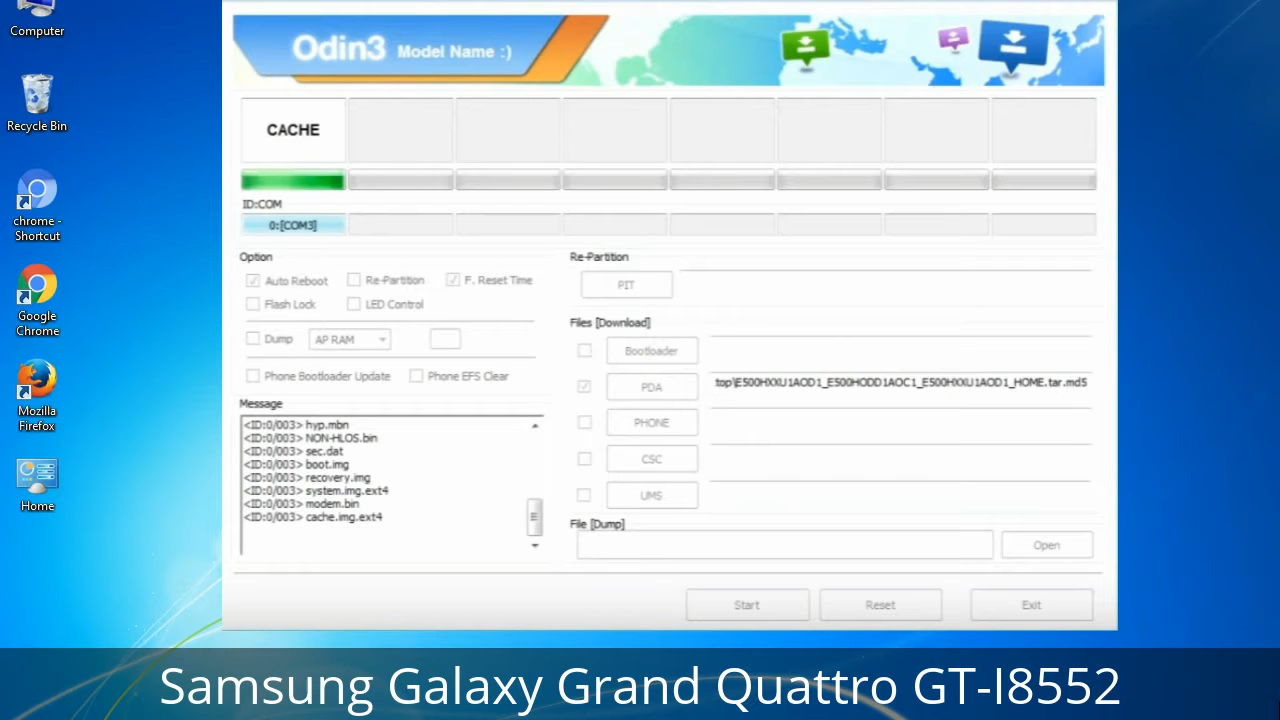 Computer
Recycle Bin
chrome -
Shortcut
Google
Chrome
Mozilla
Firefox
Home
Odin3 Model Name :)
CACHE
ID:COM
0:[COM3]
Option
Auto Reboot Re-Partition F. Reset Time
Flash Lock LED Control
Dump AP RAM
Phone Bootloader Update Phone EFS Clear
Message
<ID:0/003> hyp.mbn
<ID:0/003> NON-HLOS.bin
<ID:0/003> sec.dat
<ID:0/003> boot.img
<ID:0/003> recovery.img
<ID:0/003> system.img.ext4
<ID:0/003> modem.bin
<ID:0/003> cache.img.ext4
Re-Partition
PIT
Files [Download]
Bootloader
PDA top\E500HXXU1AOD1_E500HODD1AOC1_E500HXXU1AOD1_HOME.tar.md5
PHONE
CSC
UMS
File [Dump]
Open
Start Reset Exit
Samsung Galaxy Grand Quattro GT-I8552